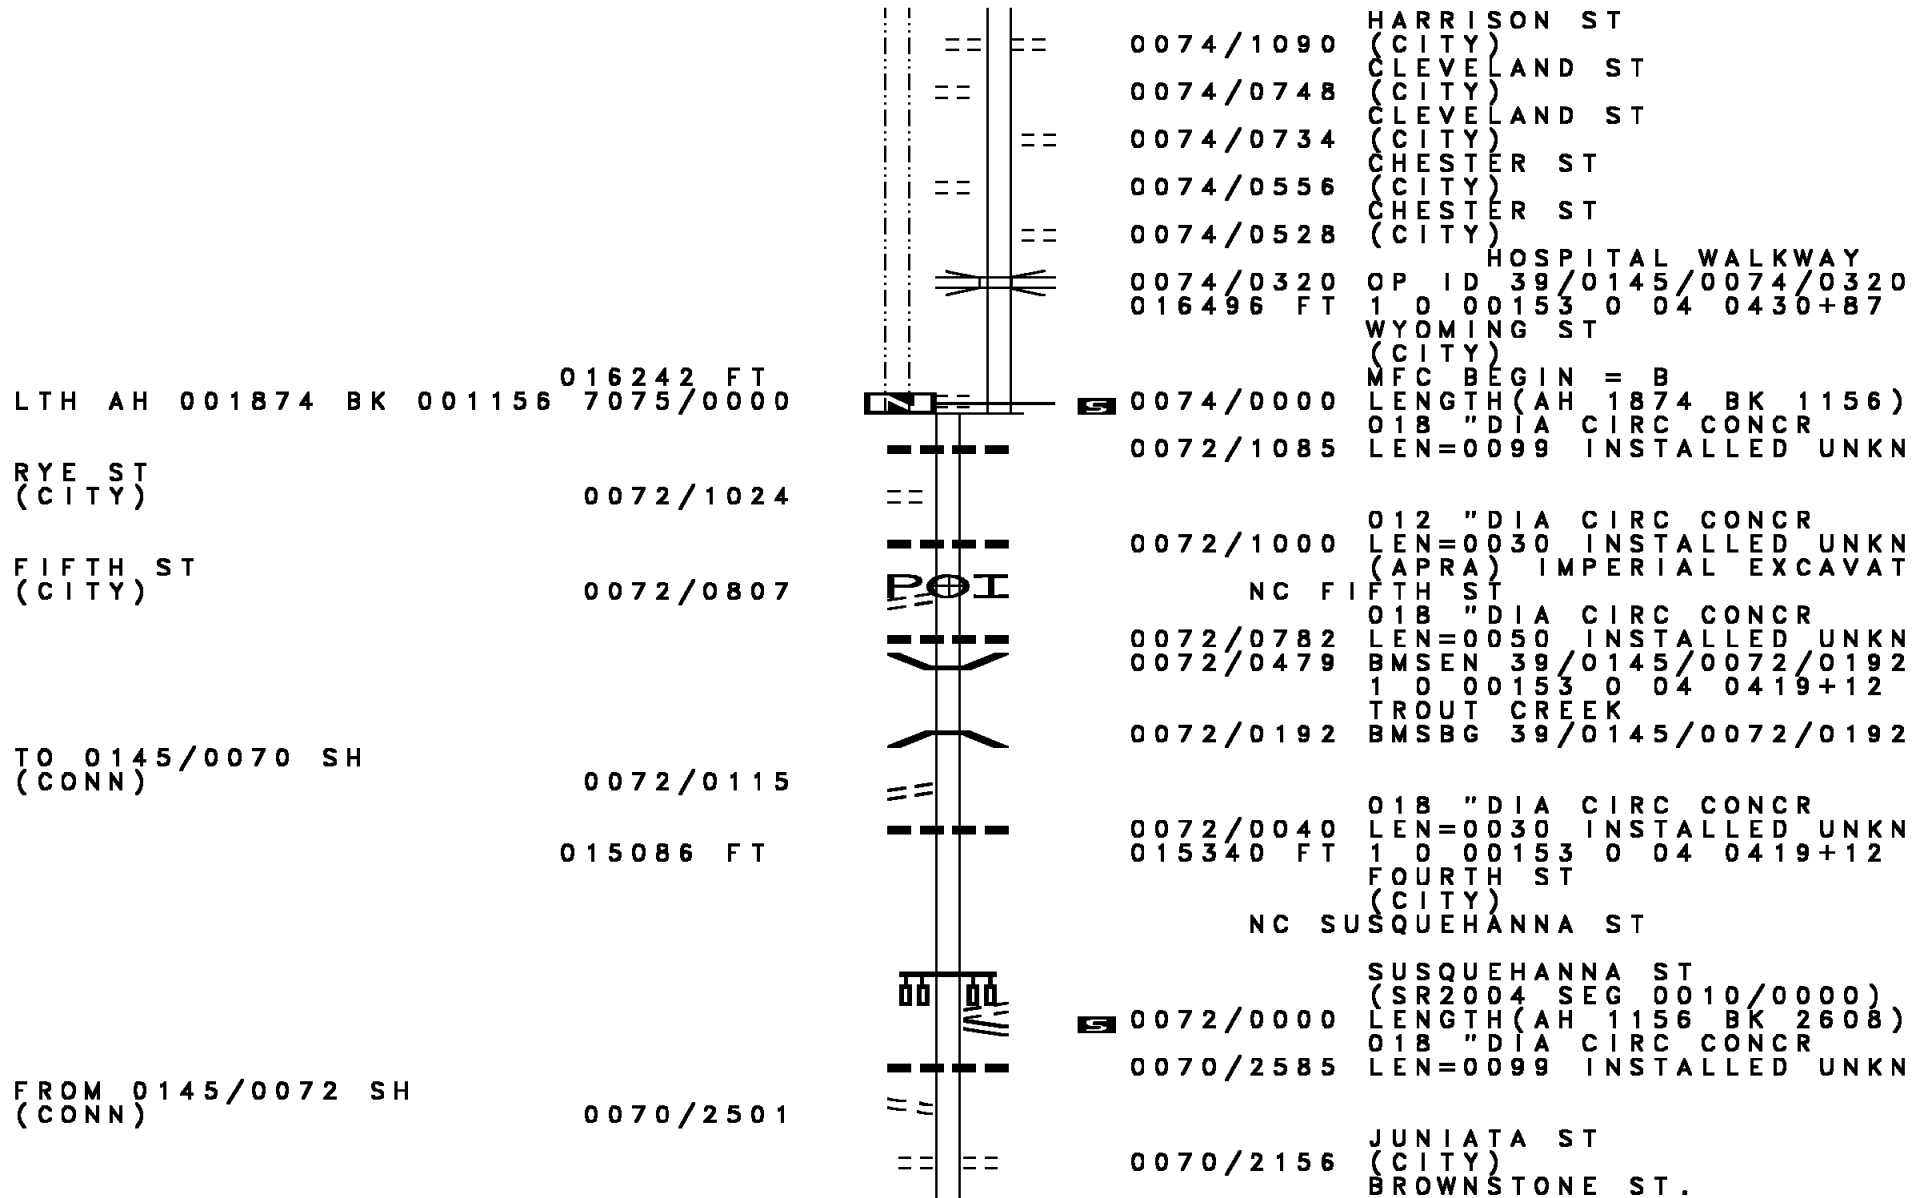 HARRISON ST
0074/1090 (CITY)
CLEVELAND ST
0074/0748 (CITY)
CLEVELAND ST
0074/0734 (CITY)
CHESTER ST
0074/0556 (CITY)
CHESTER ST
0074/0528 (CITY)
HOSPITAL WALKWAY
0074/0320 OP ID 39/0145/0074/0320
016496 FT 1 0 00153 0 04 0430+87
WYOMING ST
(CITY)
016242 FT MFC BEGIN = B
LTH AH 001874 BK 001156 7075/0000 S 0074/0000 LENGTH(AH 1874 BK 1156)
018 "DIA CIRC CONCR
0072/1085 LEN=0099 INSTALLED UNKN
RYE ST
(CITY) 0072/1024
012 "DIA CIRC CONCR
0072/1000 LEN=0030 INSTALLED UNKN
FIFTH ST (APRA) IMPERIAL EXCAVAT
(CITY) 0072/0807 POI NC FIFTH ST
018 "DIA CIRC CONCR
0072/0782 LEN=0050 INSTALLED UNKN
0072/0479 BMSEN 39/0145/0072/0192
1 0 00153 0 04 0419+12
TROUT CREEK
0072/0192 BMSBG 39/0145/0072/0192
TO 0145/0070 SH
(CONN) 0072/0115
018 "DIA CIRC CONCR
0072/0040 LEN=0030 INSTALLED UNKN
015086 FT 015340 FT 1 0 00153 0 04 0419+12
FOURTH ST
(CITY)
NC SUSQUEHANNA ST
SUSQUEHANNA ST
(SR2004 SEG 0010/0000)
S 0072/0000 LENGTH(AH 1156 BK 2608)
018 "DIA CIRC CONCR
0070/2585 LEN=0099 INSTALLED UNKN
FROM 0145/0072 SH
(CONN) 0070/2501
JUNIATA ST
0070/2156 (CITY)
BROWNSTONE ST.